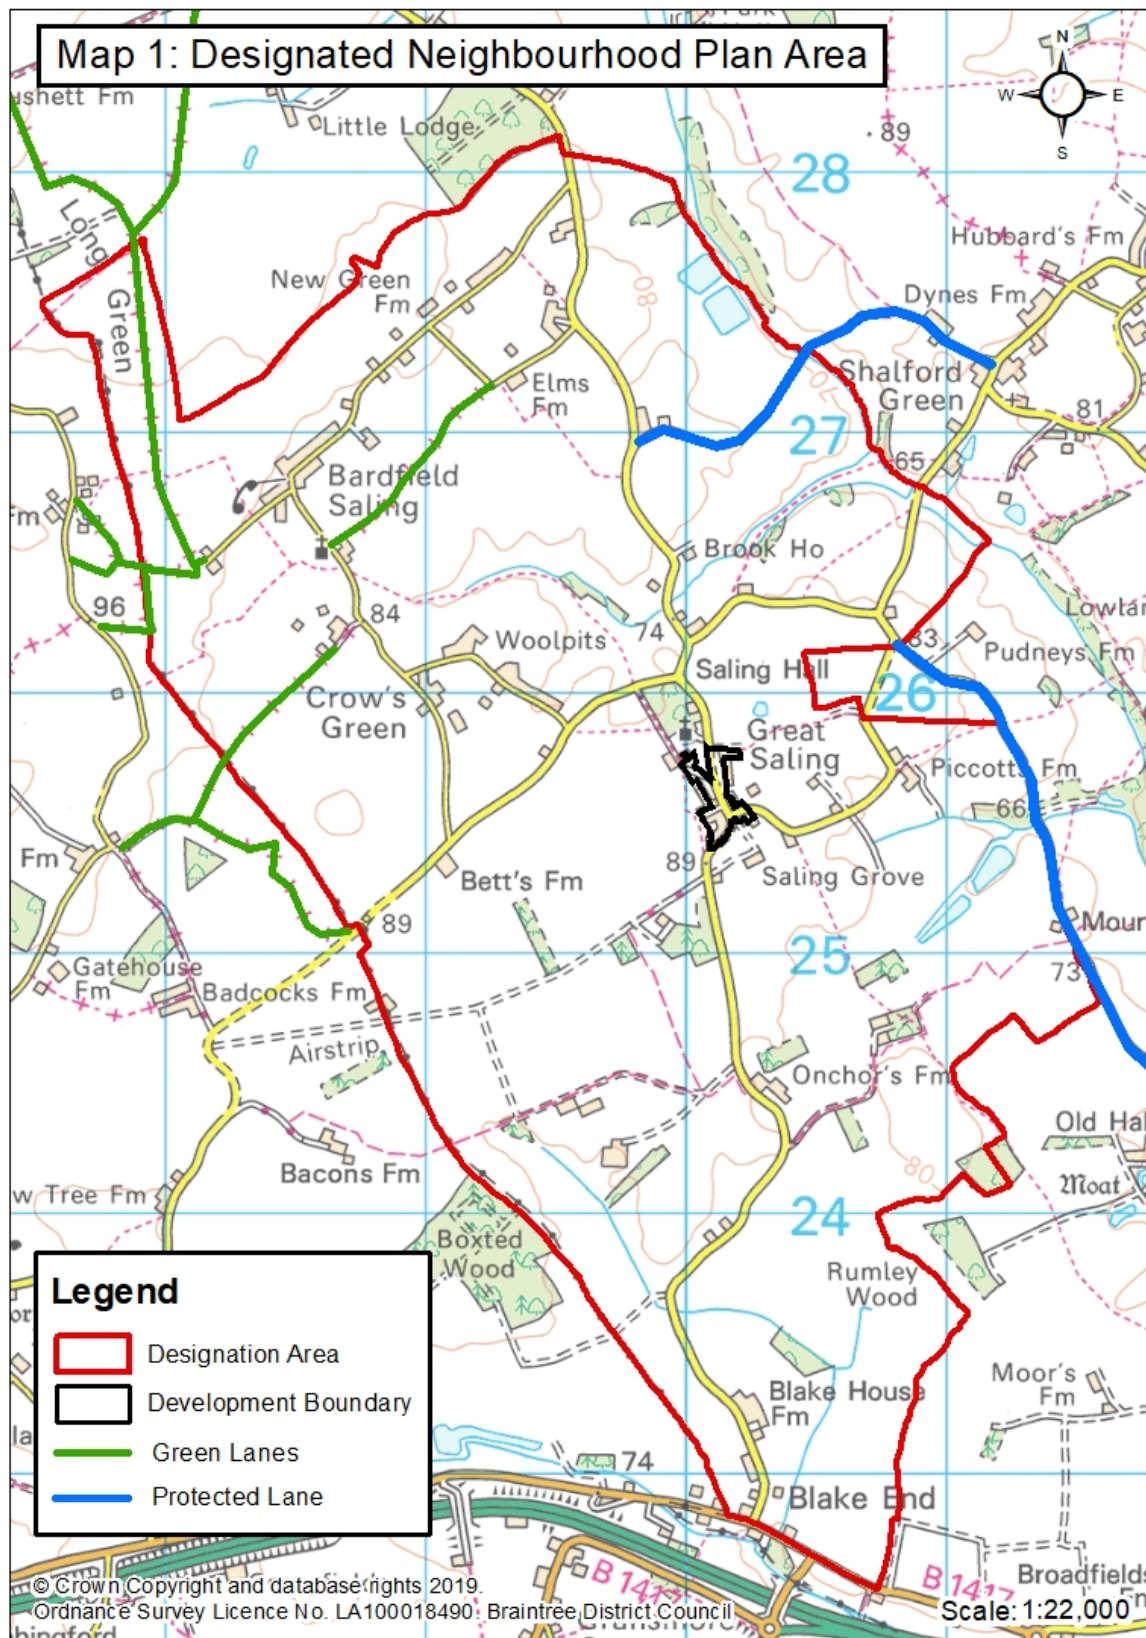 Map 1: Designated Neighbourhood Plan Area
N
W
E
S
ushett Fm
Little Lodge
89
28
Long
Green
Hubbard's Fm
New Green
Fm
80
Dynes Fm
Shalford
Green
Elms
Fm
81
27
65
Bardfield
Saling
Fm
Brook Ho
96
84
74
83
Woolpits
Saling Hall
Pudneys Fm
26
Crow's
Green
Great
Saling
Piccotts Fm
66
Fm
Bett's Fm
89
Saling Grove
89
25
73
Gatehouse
Fm
Badcocks Fm
Airstrip
Onchor's Fm
Old Hal
Bacons Fm
80
Moat
w Tree Fm
24
Boxted
Wood
Rumley
Wood
Moor's
Fm
Blake House
Fm
74
Blake End
B 1417
B 1417
Broadfields
Legend
Designation Area
Development Boundary
Green Lanes
Protected Lane
© Crown Copyright and database rights 2019.
Ordnance Survey Licence No. LA100018490. Braintree District Council
Scale: 1:22,000